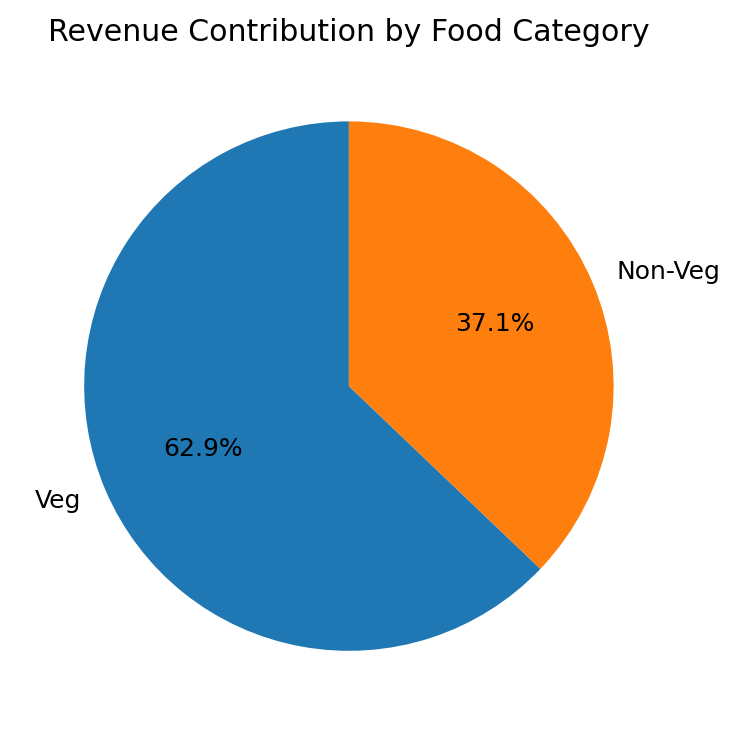 Revenue Contribution by Food Category
Non-Veg
37.1%
62.9%
Veg